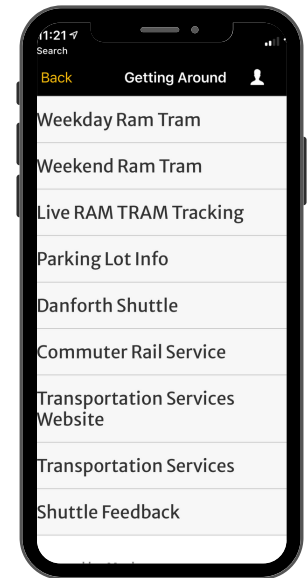 11:21
Search
Back Getting Around
Weekday Ram Tram
Weekend Ram Tram
Live RAM TRAM Tracking
Parking Lot Info
Danforth Shuttle
Commuter Rail Service
Transportation Services
Website
Transportation Services
Shuttle Feedback